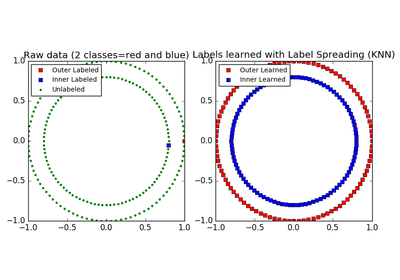 Raw data (2 classes=red and blue)
Outer Labeled
Inner Labeled
Unlabeled
1.0
0.5
0.0
−0.5
−1.0
−1.0
−0.5
0.0
0.5
1.0
Labels learned with Label Spreading (KNN)
Outer Learned
Inner Learned
1.0
0.5
0.0
−0.5
−1.0
−1.0
−0.5
0.0
0.5
1.0